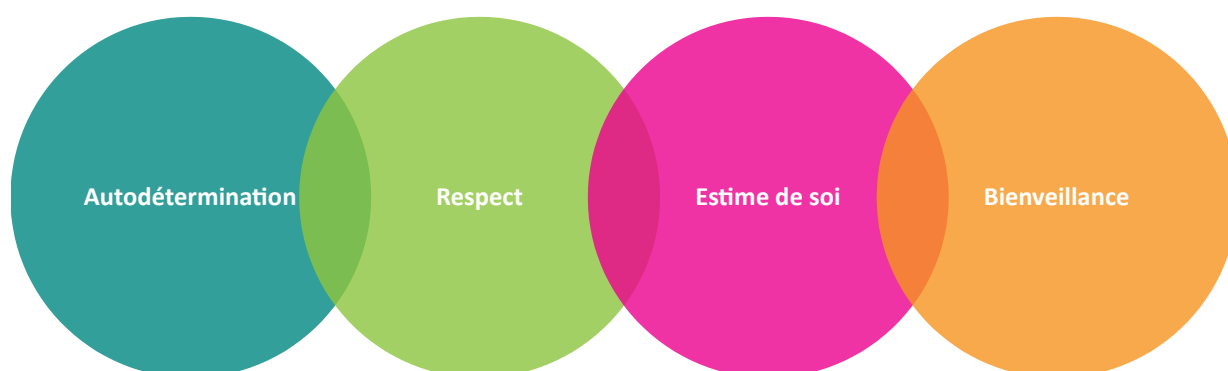 Autodétermination
Respect
Estime de soi
Bienveillance